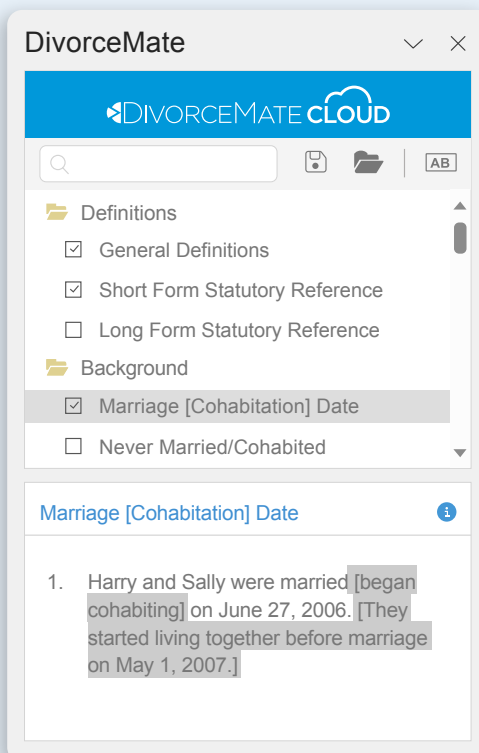 DivorceMate
DIVORCEMATE CLOUD
AB
Definitions
General Definitions
Short Form Statutory Reference
Long Form Statutory Reference
Background
Marriage [Cohabitation] Date
Never Married/Cohabited
Marriage [Cohabitation] Date
i
1. Harry and Sally were married [began
cohabiting] on June 27, 2006. [They
started living together before marriage
on May 1, 2007.]